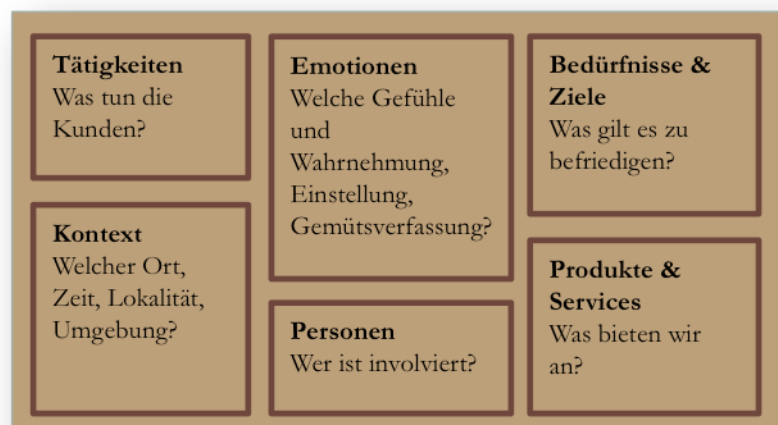 Tätigkeiten
Was tun die
Kunden?
Kontext
Welcher Ort,
Zeit, Lokalität,
Umgebung?
Emotionen
Welche Gefühle
und
Wahrnehmung,
Einstellung,
Gemütsverfassung?
Personen
Wer ist involviert?
Bedürfnisse &
Ziele
Was gilt es zu
befriedigen?
Produkte &
Services
Was bieten wir
an?